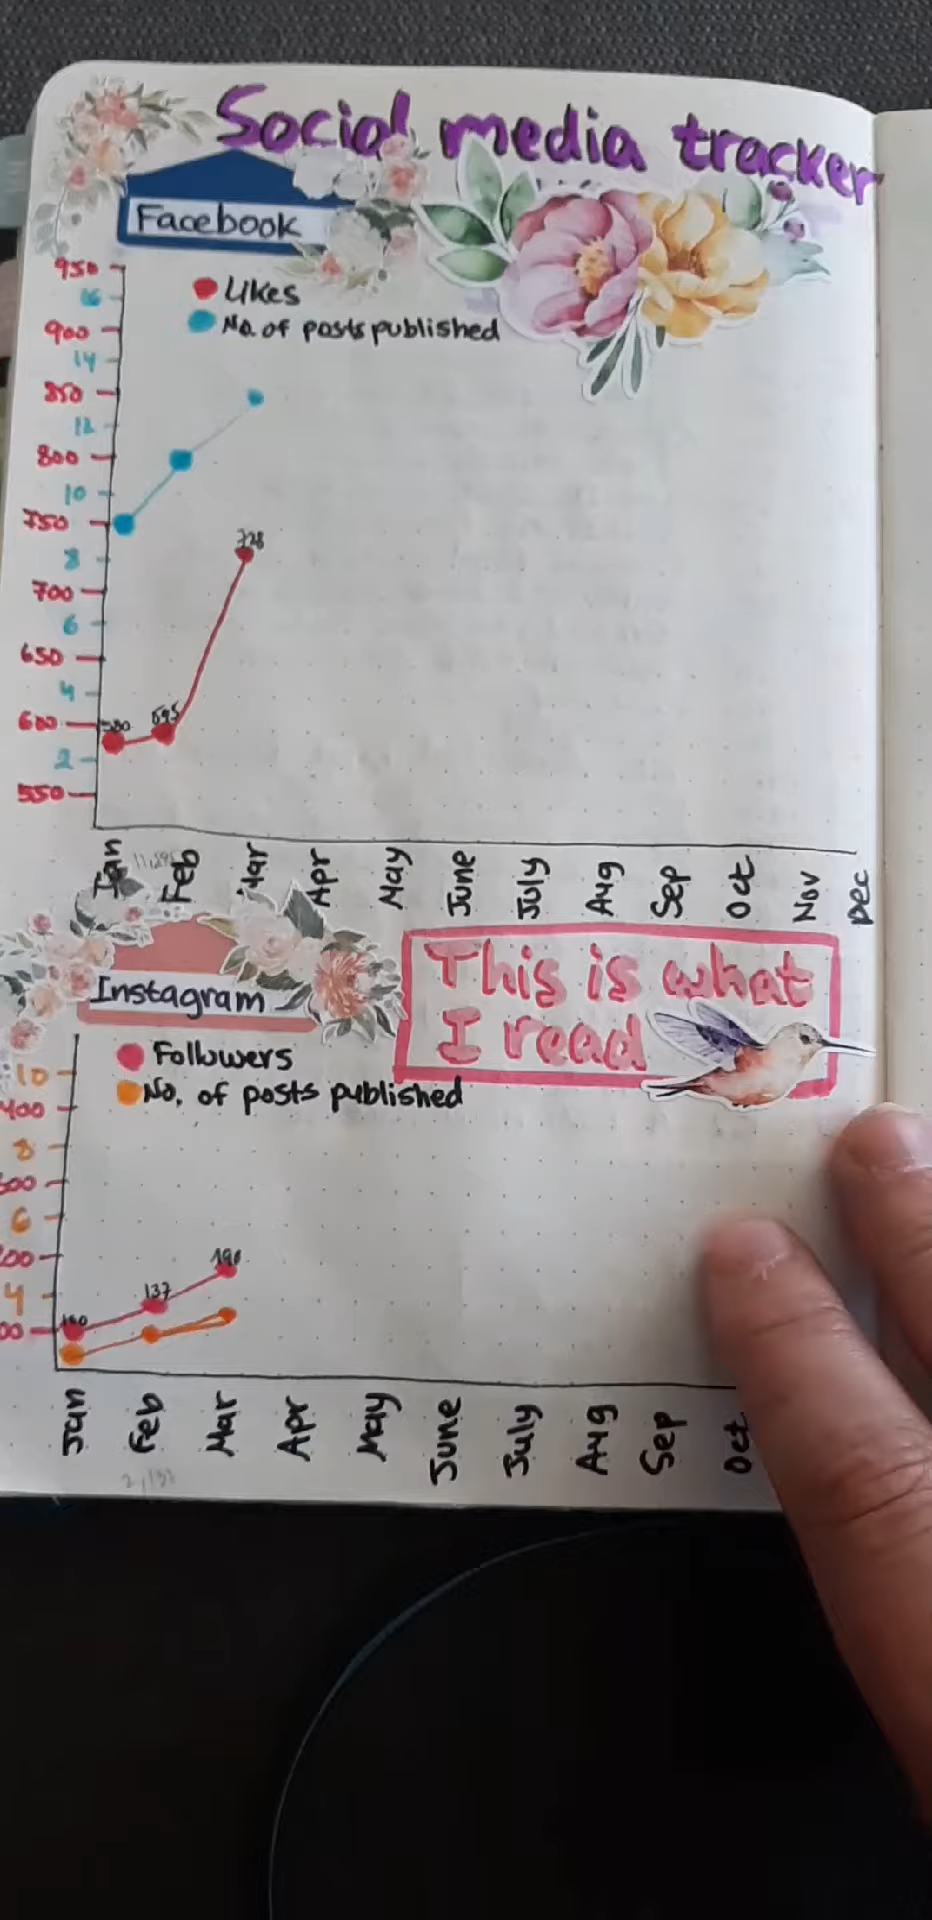 Social media tracker
Facebook
950
16
Likes
900
No. of posts published
14
850
12
800
10
750
728
8
700
6
650
4
600
580
595
2
550
Jan Feb Mar Apr May June July Aug Sep Oct Nov Dec
This is what
I read
Instagram
Followers
10
No. of posts published
400
8
6
4
190
137
100
Jan Feb Mar Apr May June July Aug Sep Oct